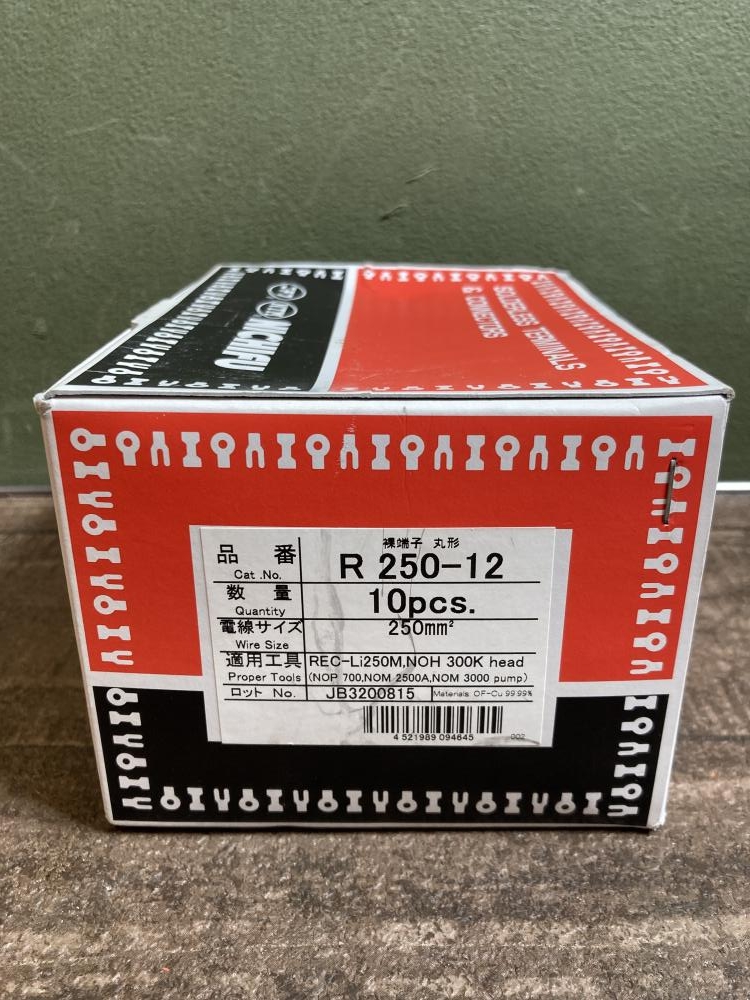 NICHIFU
SOLDERLESS TERMINALS
& CONNECTORS
裸端子 丸形
品番 R 250-12
Cat .No.
数量 10pcs.
Quantity
電線サイズ 250mm²
Wire Size
適用工具 REC-Li250M,NOH 300K head
Proper Tools (NOP 700,NOM 2500A,NOM 3000 pump)
ロット No. JB3200815 Materials: OF-Cu 99.99%
4 521989 094645 002